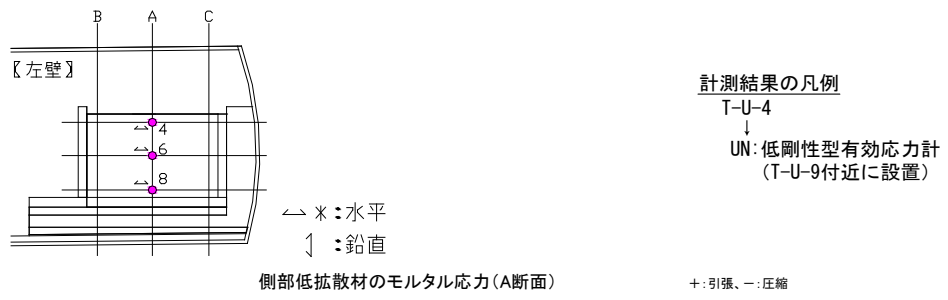 B A C
【左壁】
4
6
8
⇀ ✳:水平
↿ :鉛直
計測結果の凡例
T-U-4
↓
UN:低剛性型有効応力計
(T-U-9付近に設置)
側部低拡散材のモルタル応力(A断面)
+:引張、-:圧縮